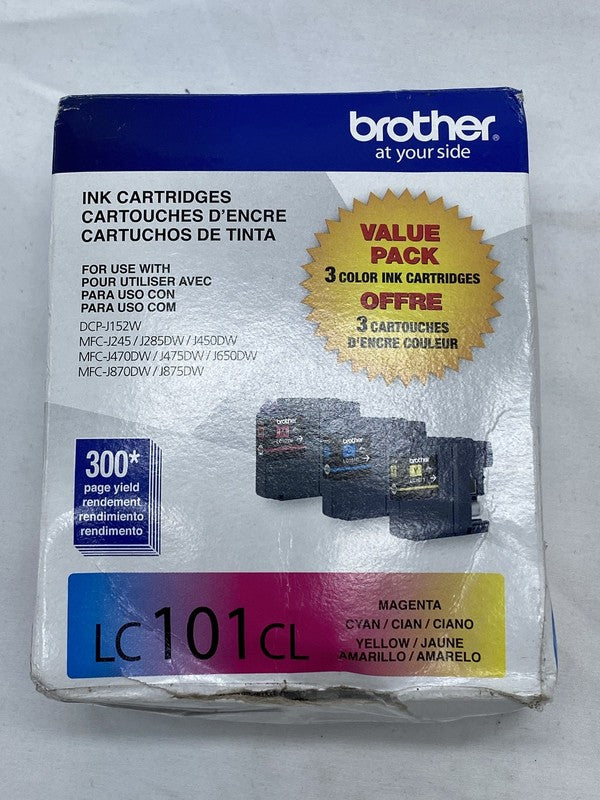 brother®
at your side
INK CARTRIDGES
CARTOUCHES D'ENCRE
CARTUCHOS DE TINTA
FOR USE WITH
POUR UTILISER AVEC
PARA USO CON
PARA USO COM
DCP-J152W
MFC-J245 / J285DW / J450DW
MFC-J470DW / J475DW / J650DW
MFC-J870DW / J875DW
VALUE
PACK
3 COLOR INK CARTRIDGES
OFFRE
3 CARTOUCHES
D'ENCRE COULEUR
brother
300*
page yield
rendement
rendimiento
rendimento
LC101CL
MAGENTA
CYAN / CIAN / CIANO
YELLOW / JAUNE
AMARILLO / AMARELO